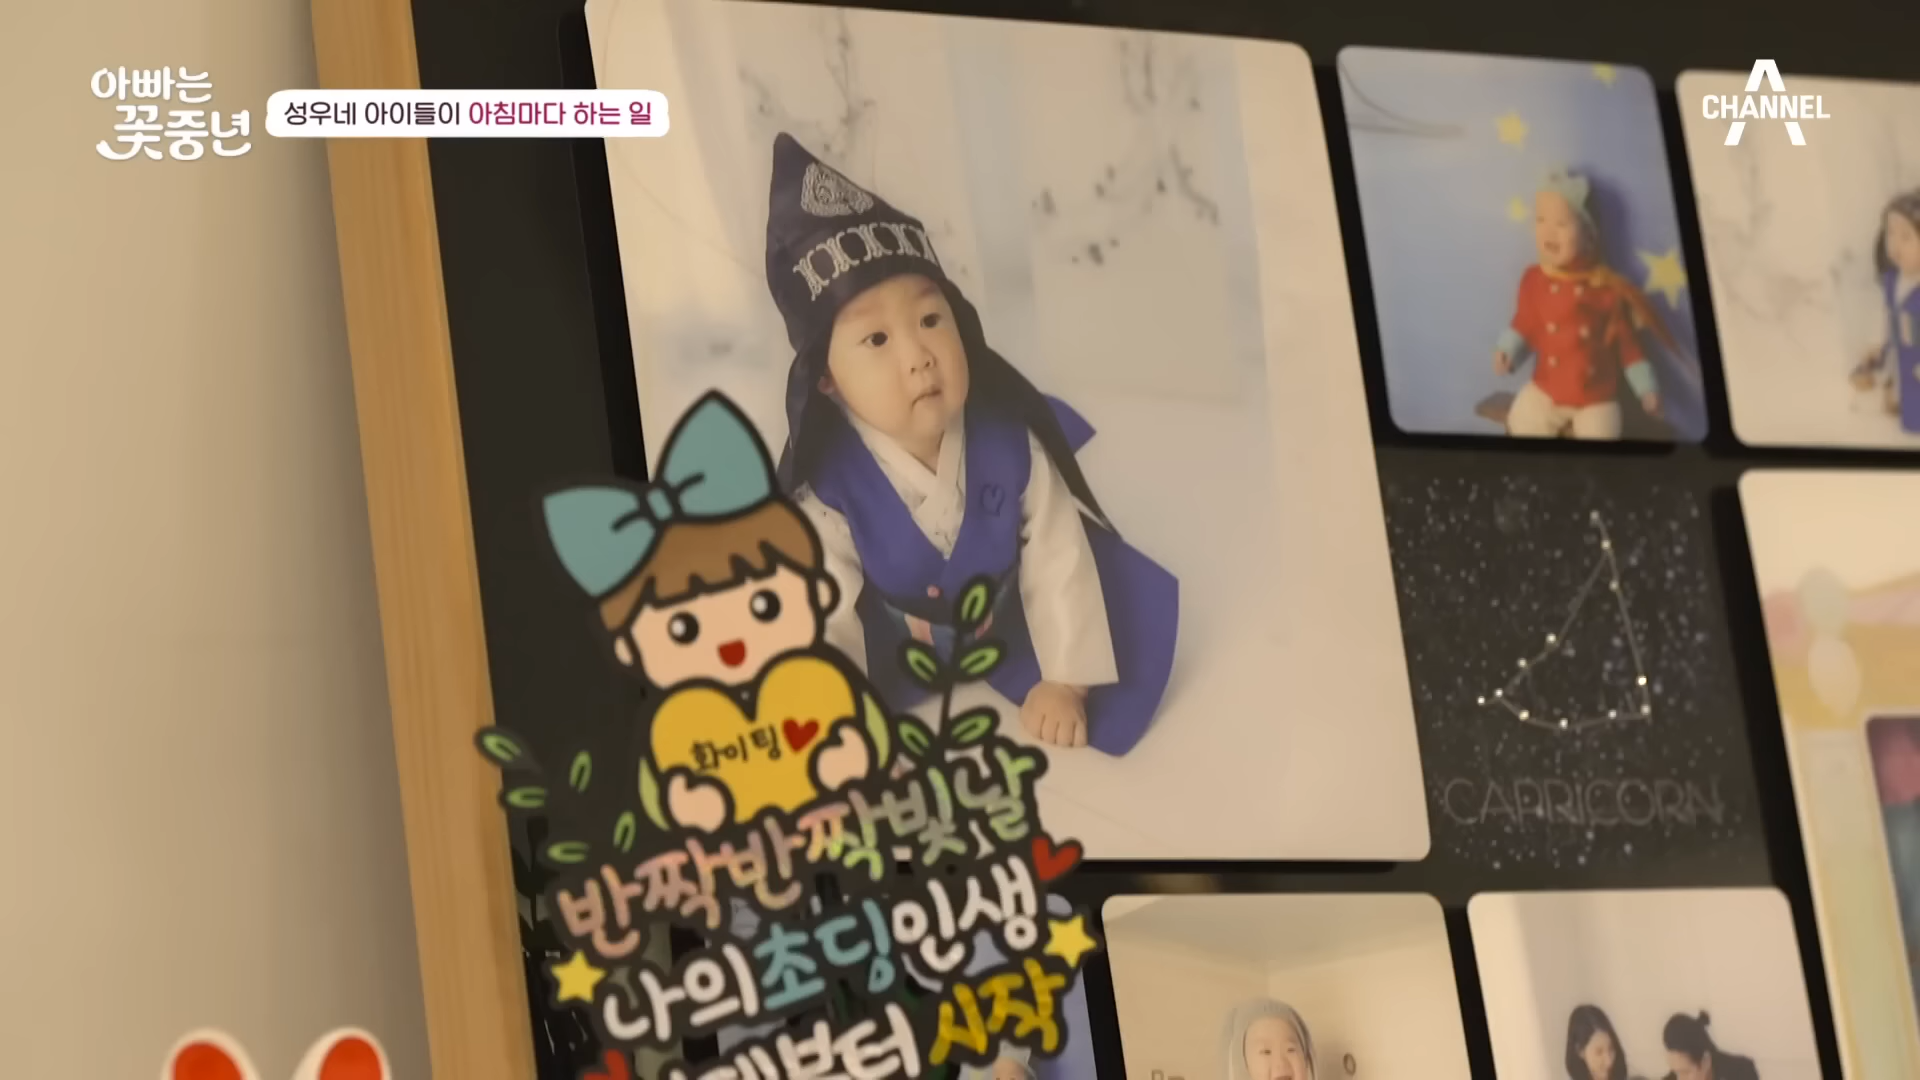 아빠는
꽃중년
성우네 아이들이 아침마다 하는 일
CHANNEL A
화이팅
반짝반짝빛날
나의초딩인생
시작
CAPRICORN